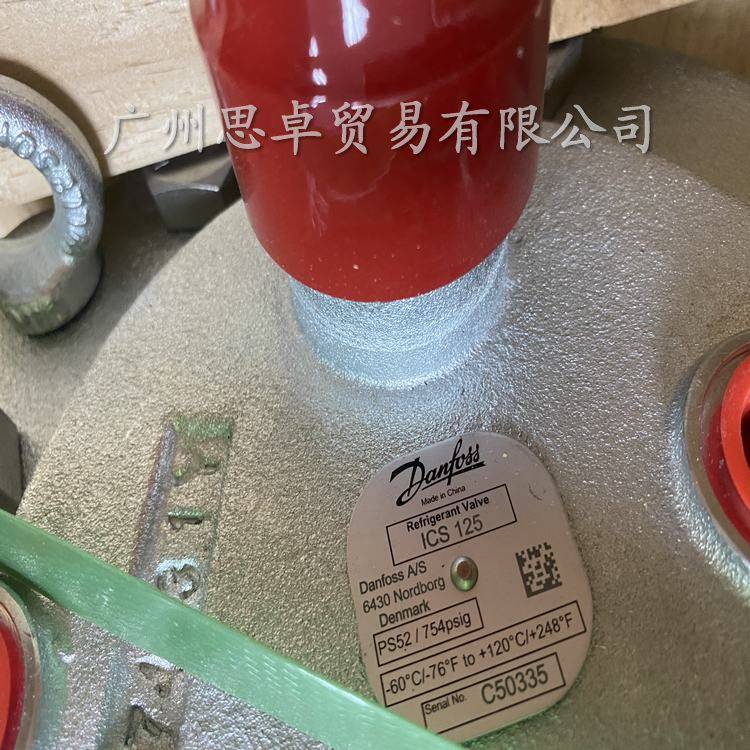 广州思卓贸易有限公司
Danfoss
Made in China
Refrigerant Valve
ICS 125
Danfoss A/S
6430 Nordborg
Denmark
PS52 / 754psig
-60°C/-76°F to +120°C/+248°F
Serial No. C50335